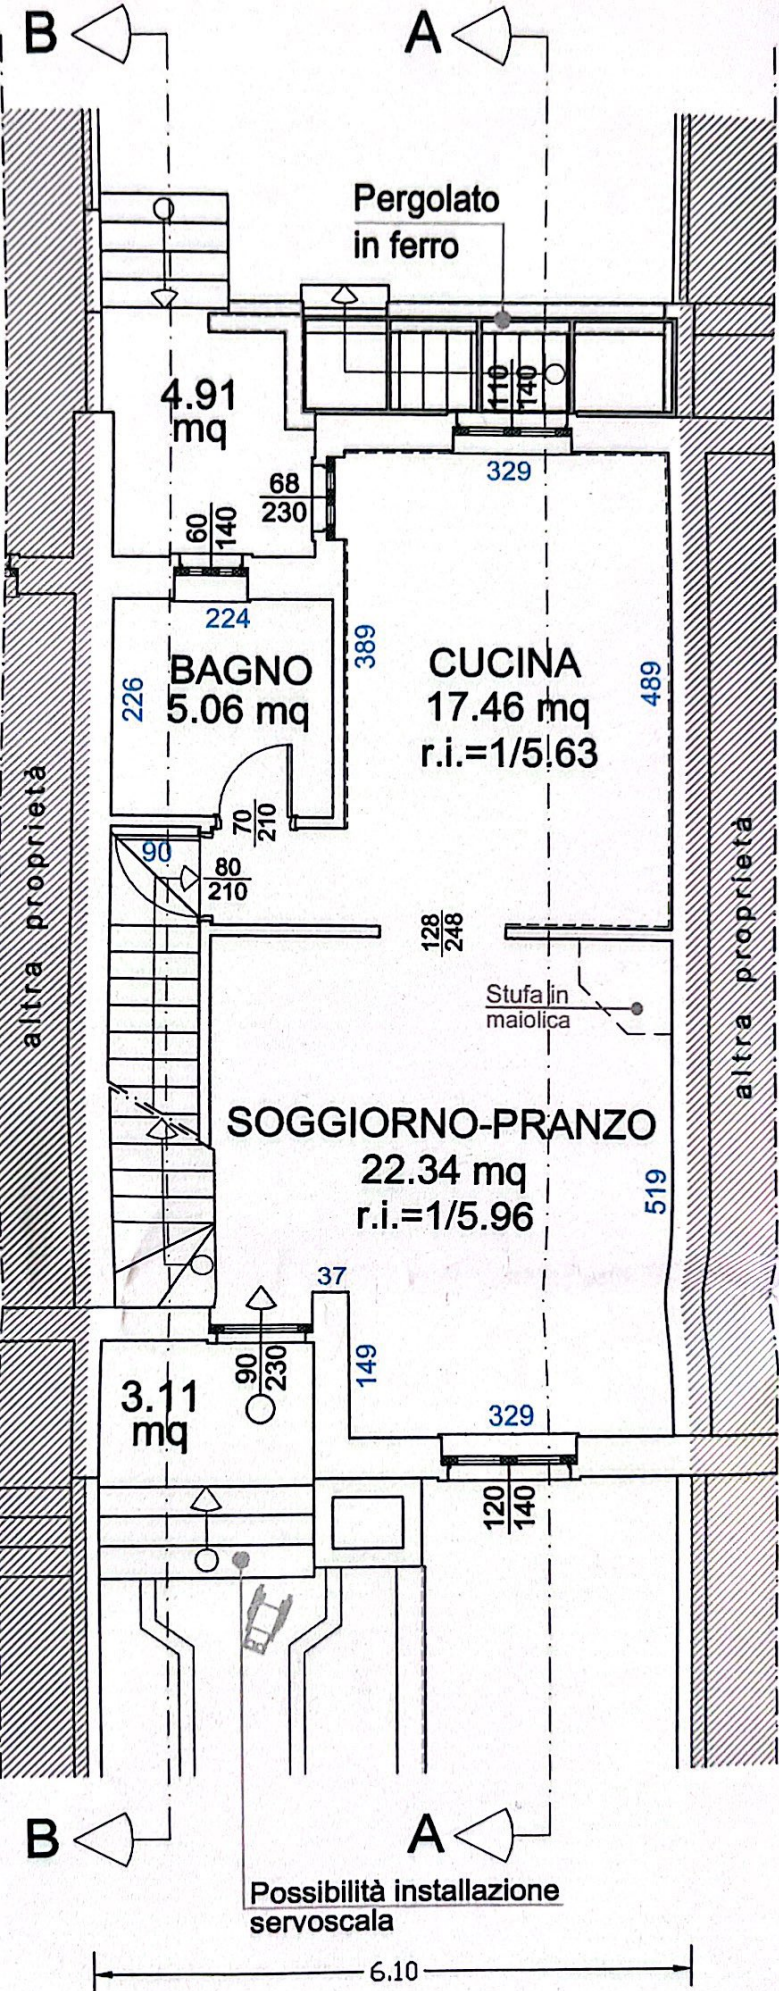 B
A
Pergolato
in ferro
110
140
4.91
mq
329
68
230
60
140
224
389
BAGNO
5.06 mq
226
CUCINA
17.46 mq
r.i.=1/5.63
489
altra proprietà
70
210
90
80
210
128
248
altra proprietà
Stufa in
maiolica
SOGGIORNO-PRANZO
22.34 mq
r.i.=1/5.96
519
37
149
90
230
3.11
mq
329
120
140
B
A
Possibilità installazione
servoscala
6.10